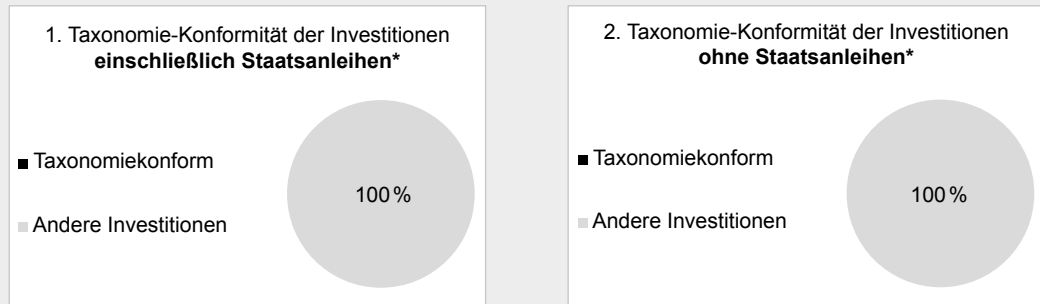 1. Taxonomie-Konformität der Investitionen
einschließlich Staatsanleihen*
Taxonomiekonform
100 %
Andere Investitionen
2. Taxonomie-Konformität der Investitionen
ohne Staatsanleihen*
Taxonomiekonform
100 %
Andere Investitionen